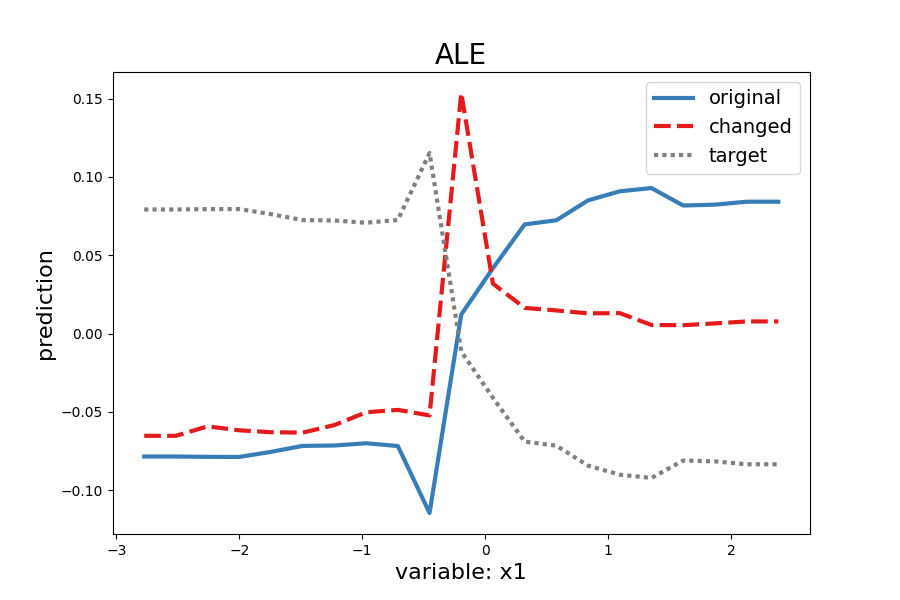 ALE
original
changed
target
0.15
0.10
0.05
0.00
−0.05
−0.10
prediction
−3
−2
−1
0
1
2
variable: x1